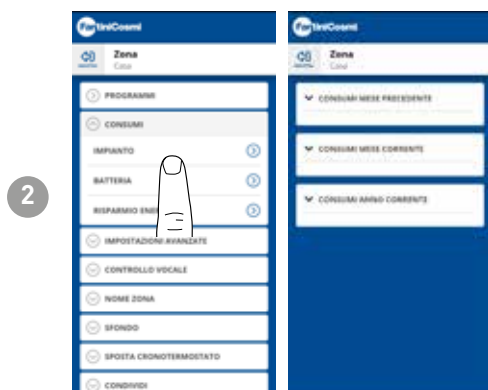 FantiniCosmi
Zona
Casa
PROGRAMMI
CONSUMI
IMPIANTO
BATTERIA
RISPARMIO
IMPOSTAZIONI AVANZATE
CONTROLLO VOCALE
NOME ZONA
SFONDO
SPOSTA CRONOTERMOSTATO
CONDIVIDI
2
FantiniCosmi
Zona
Casa
CONSUMI MESE PRECEDENTE
CONSUMI MESE CORRENTE
CONSUMI ANNO CORRENTE